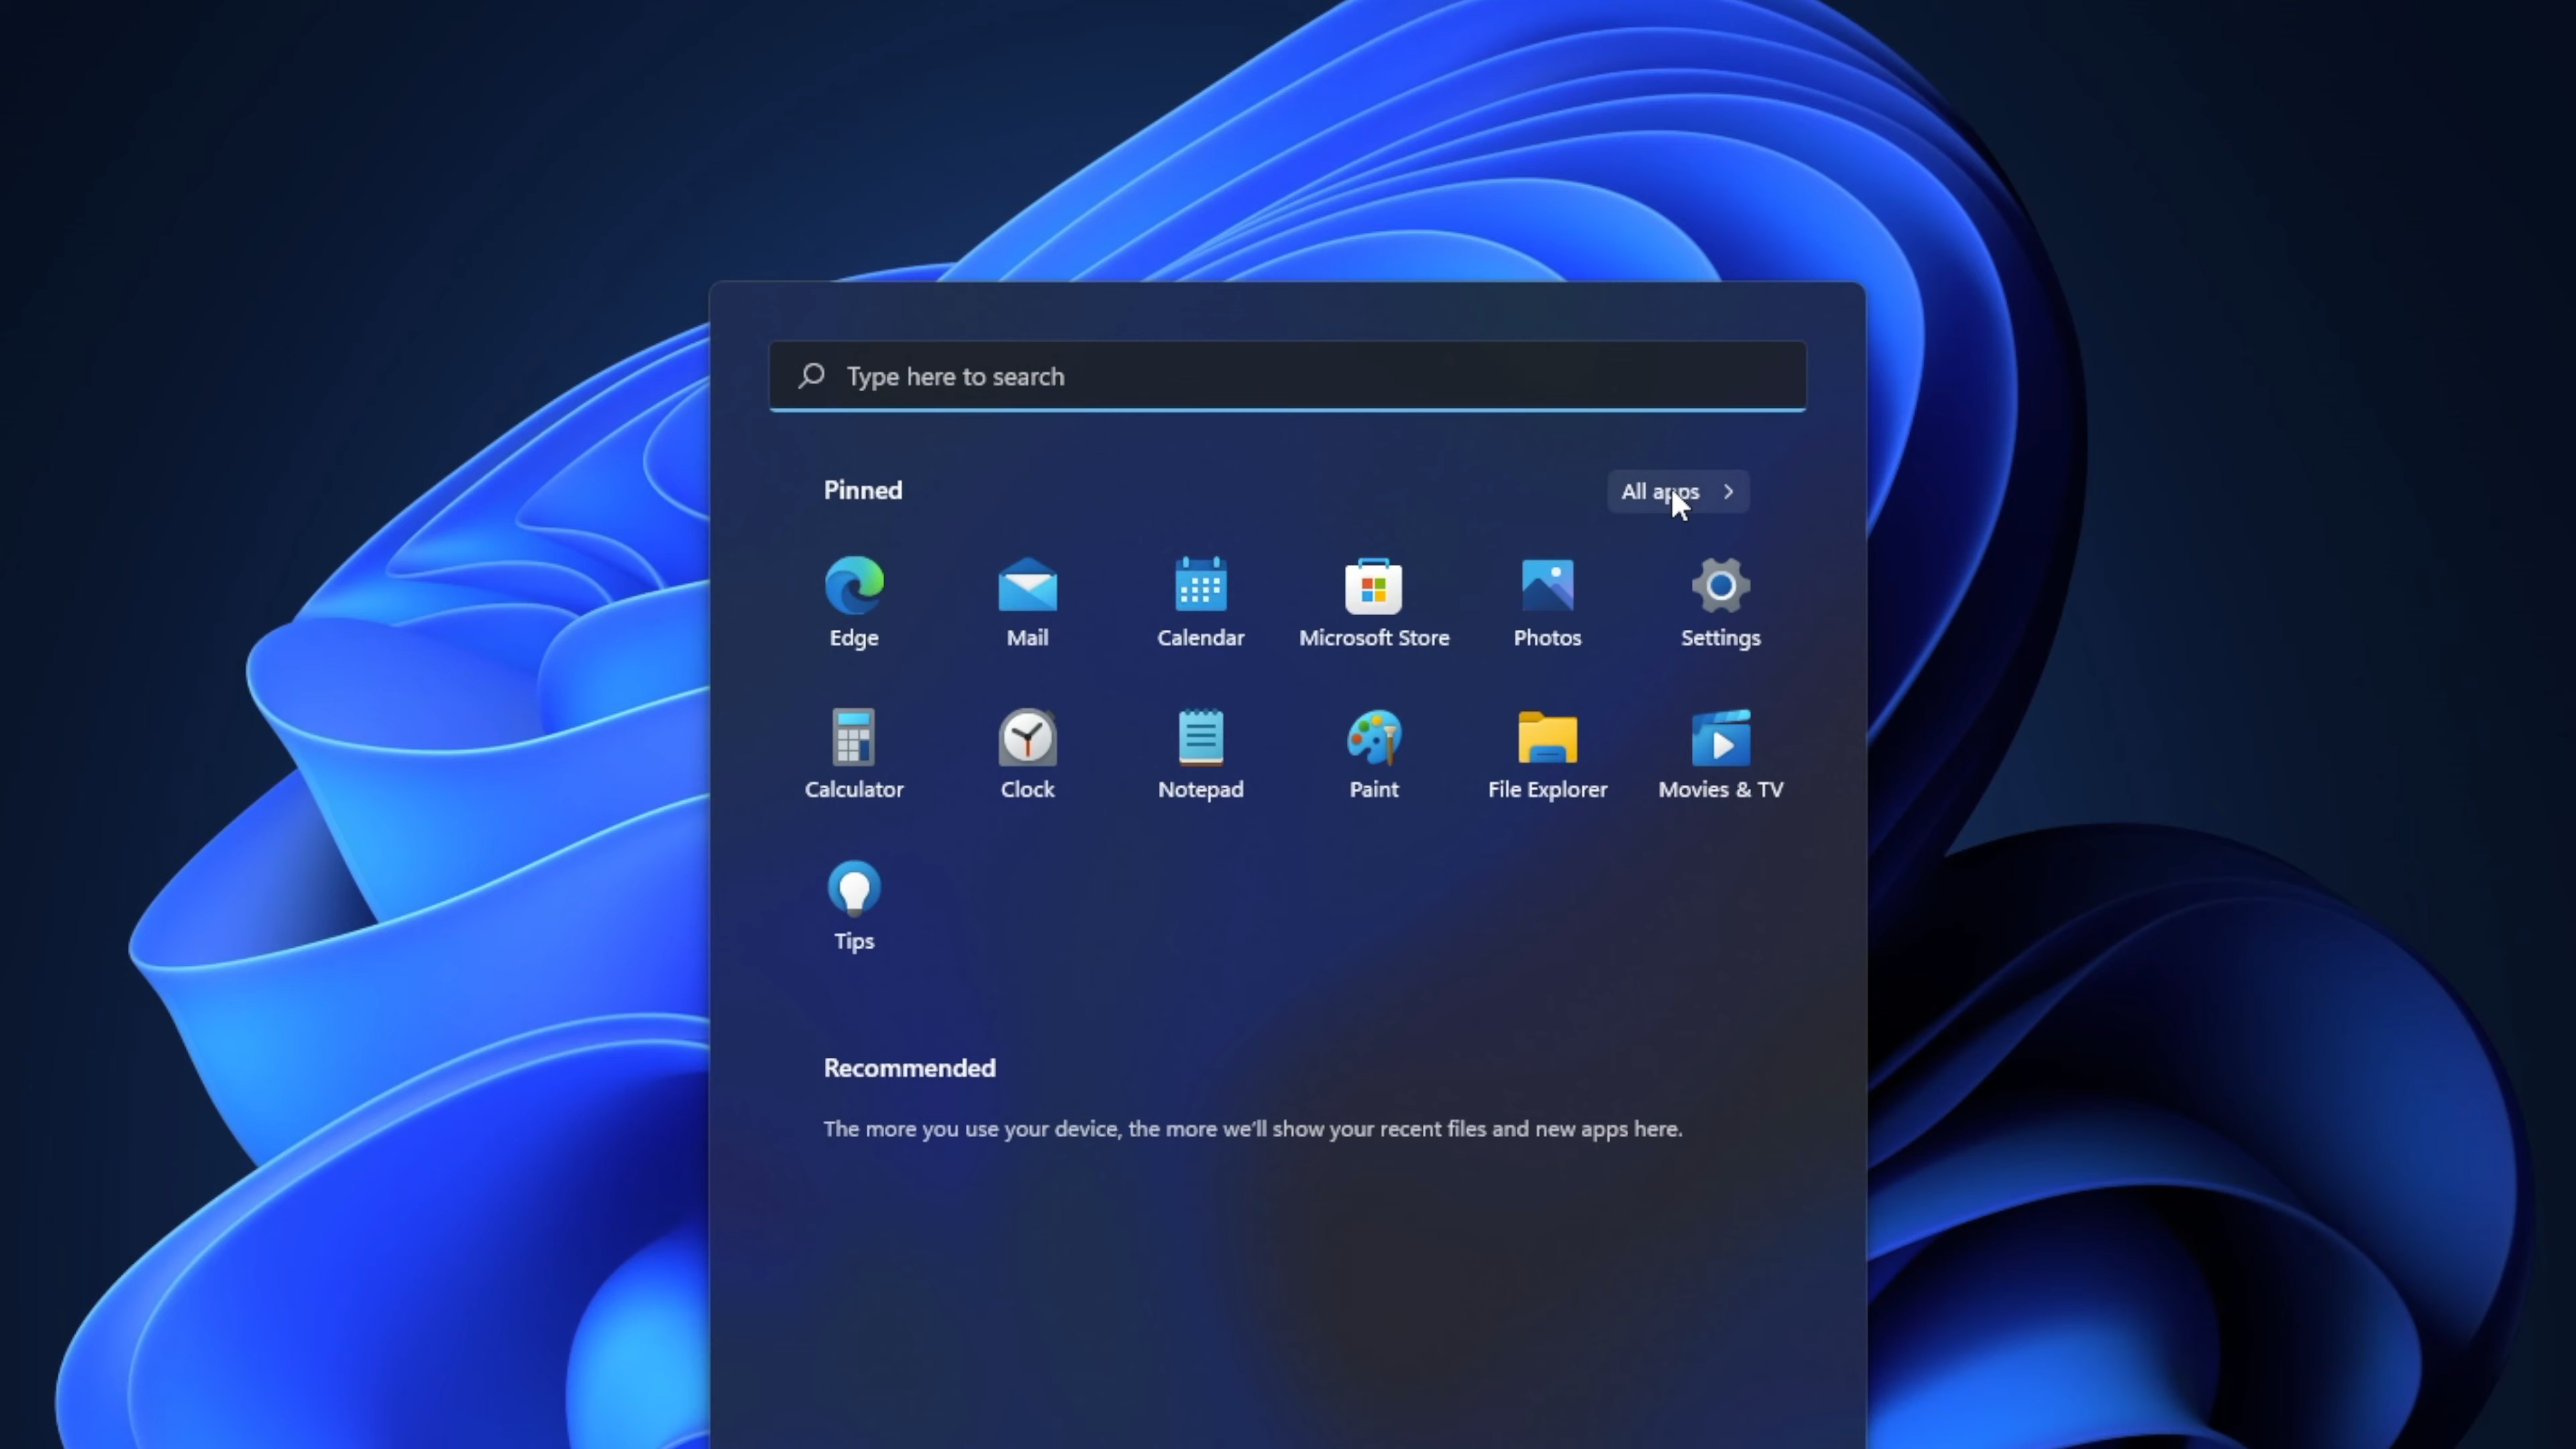 Type here to search
Pinned
All apps
Edge
Mail
Calendar
Microsoft Store
Photos
Settings
Calculator
Clock
Notepad
Paint
File Explorer
Movies & TV
Tips
Recommended
The more you use your device, the more we'll show your recent files and new apps here.